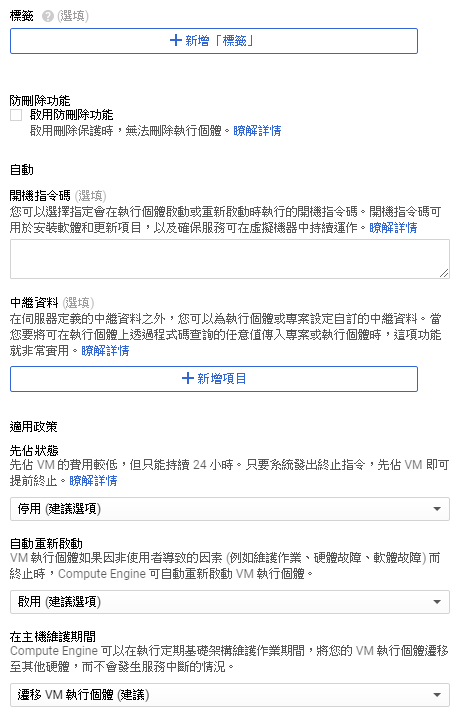 標籤 (選填)
新增「標籤」
防刪除功能
啟用防刪除功能
啟用刪除保護時，無法刪除執行個體。瞭解詳情
自動
開機指令碼 (選填)
您可以選擇指定會在執行個體啟動或重新啟動時執行的開機指令碼。開機指令碼可
用於安裝軟體和更新項目，以及確保服務可在虛擬機器中持續運作。瞭解詳情
中繼資料 (選填)
在伺服器定義的中繼資料之外，您可以為執行個體或專案設定自訂的中繼資料。當
您要將可在執行個體上透過程式碼查詢的任意值傳入專案或執行個體時，這項功能
就非常實用。瞭解詳情
新增項目
適用政策
先佔狀態
先佔 VM 的費用較低，但只能持續 24 小時。只要系統發出終止指令，先佔 VM 即可
提前終止。瞭解詳情
停用 (建議選項)
自動重新啟動
VM 執行個體如果因非使用者導致的因素 (例如維護作業、硬體故障、軟體故障) 而
終止時，Compute Engine 可自動重新啟動 VM 執行個體。
啟用 (建議選項)
在主機維護期間
Compute Engine 可以在執行定期基礎架構維護作業期間，將您的 VM 執行個體遷移
至其他硬體，而不會發生服務中斷的情況。
遷移 VM 執行個體 (建議)